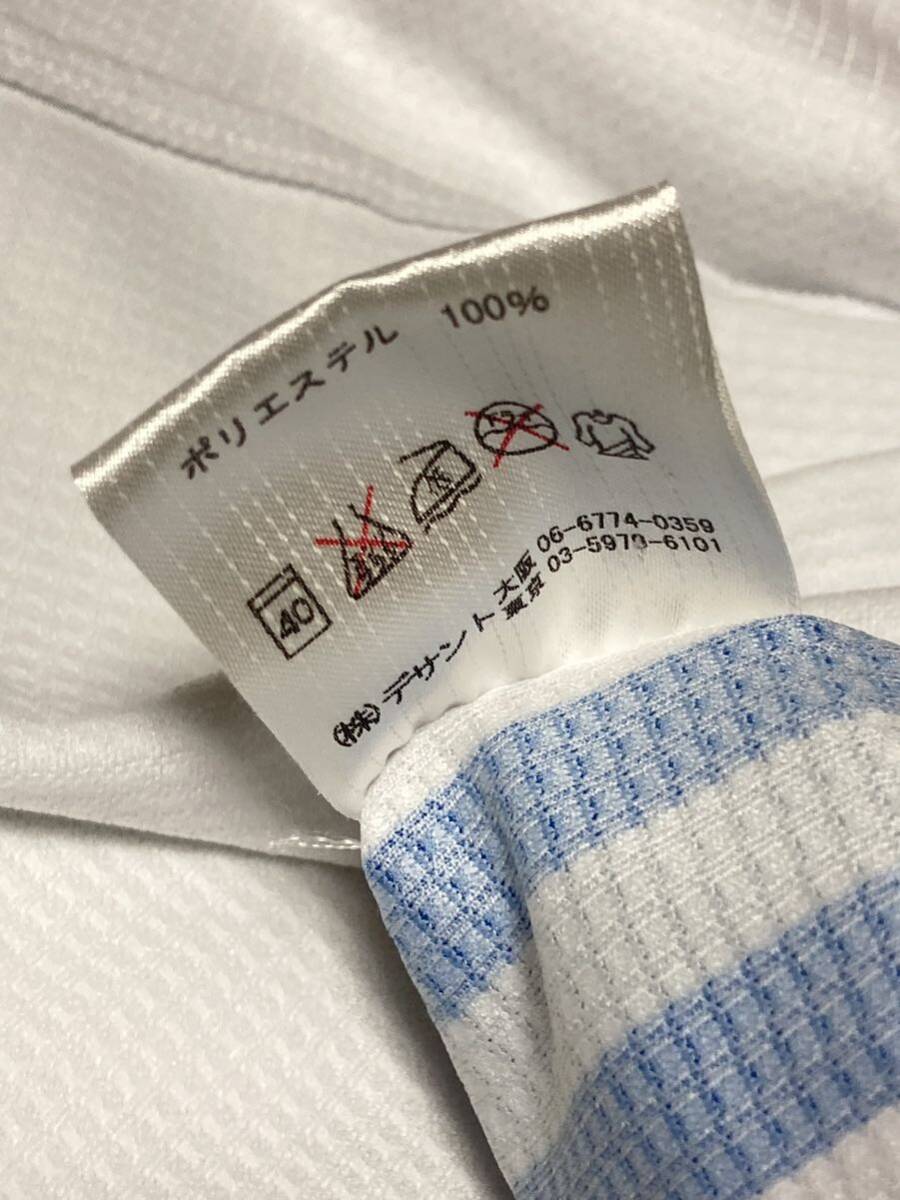 ポリエステル 100%
40
(株)デサント
大阪 06-6774-0359
東京 03-5973-6101